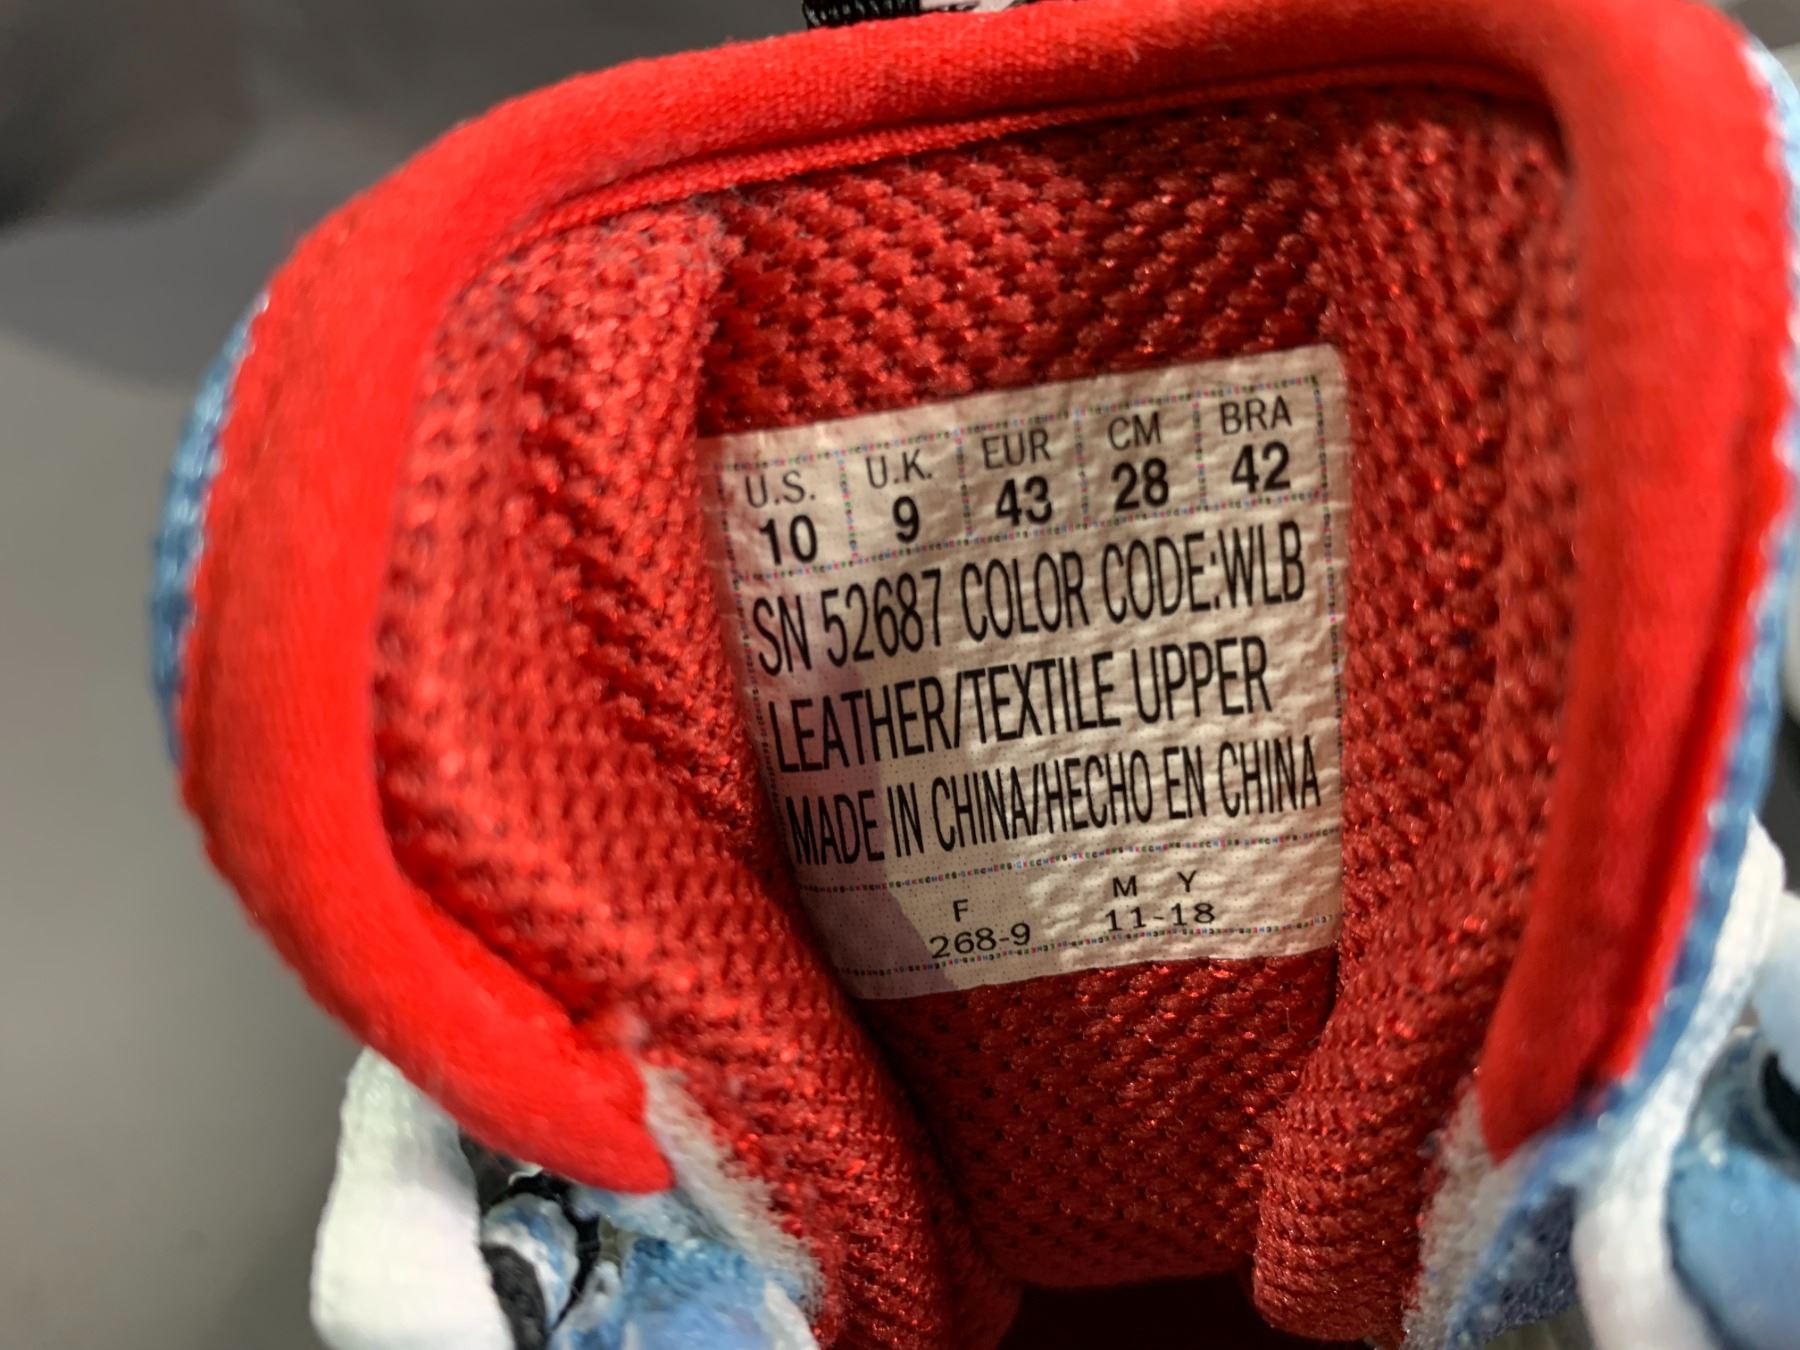 U.S. U.K. EUR CM BRA
10 9 43 28 42
SN 52687 COLOR CODE:WLB
LEATHER/TEXTILE UPPER
MADE IN CHINA/HECHO EN CHINA
F M Y
268-9 11-18